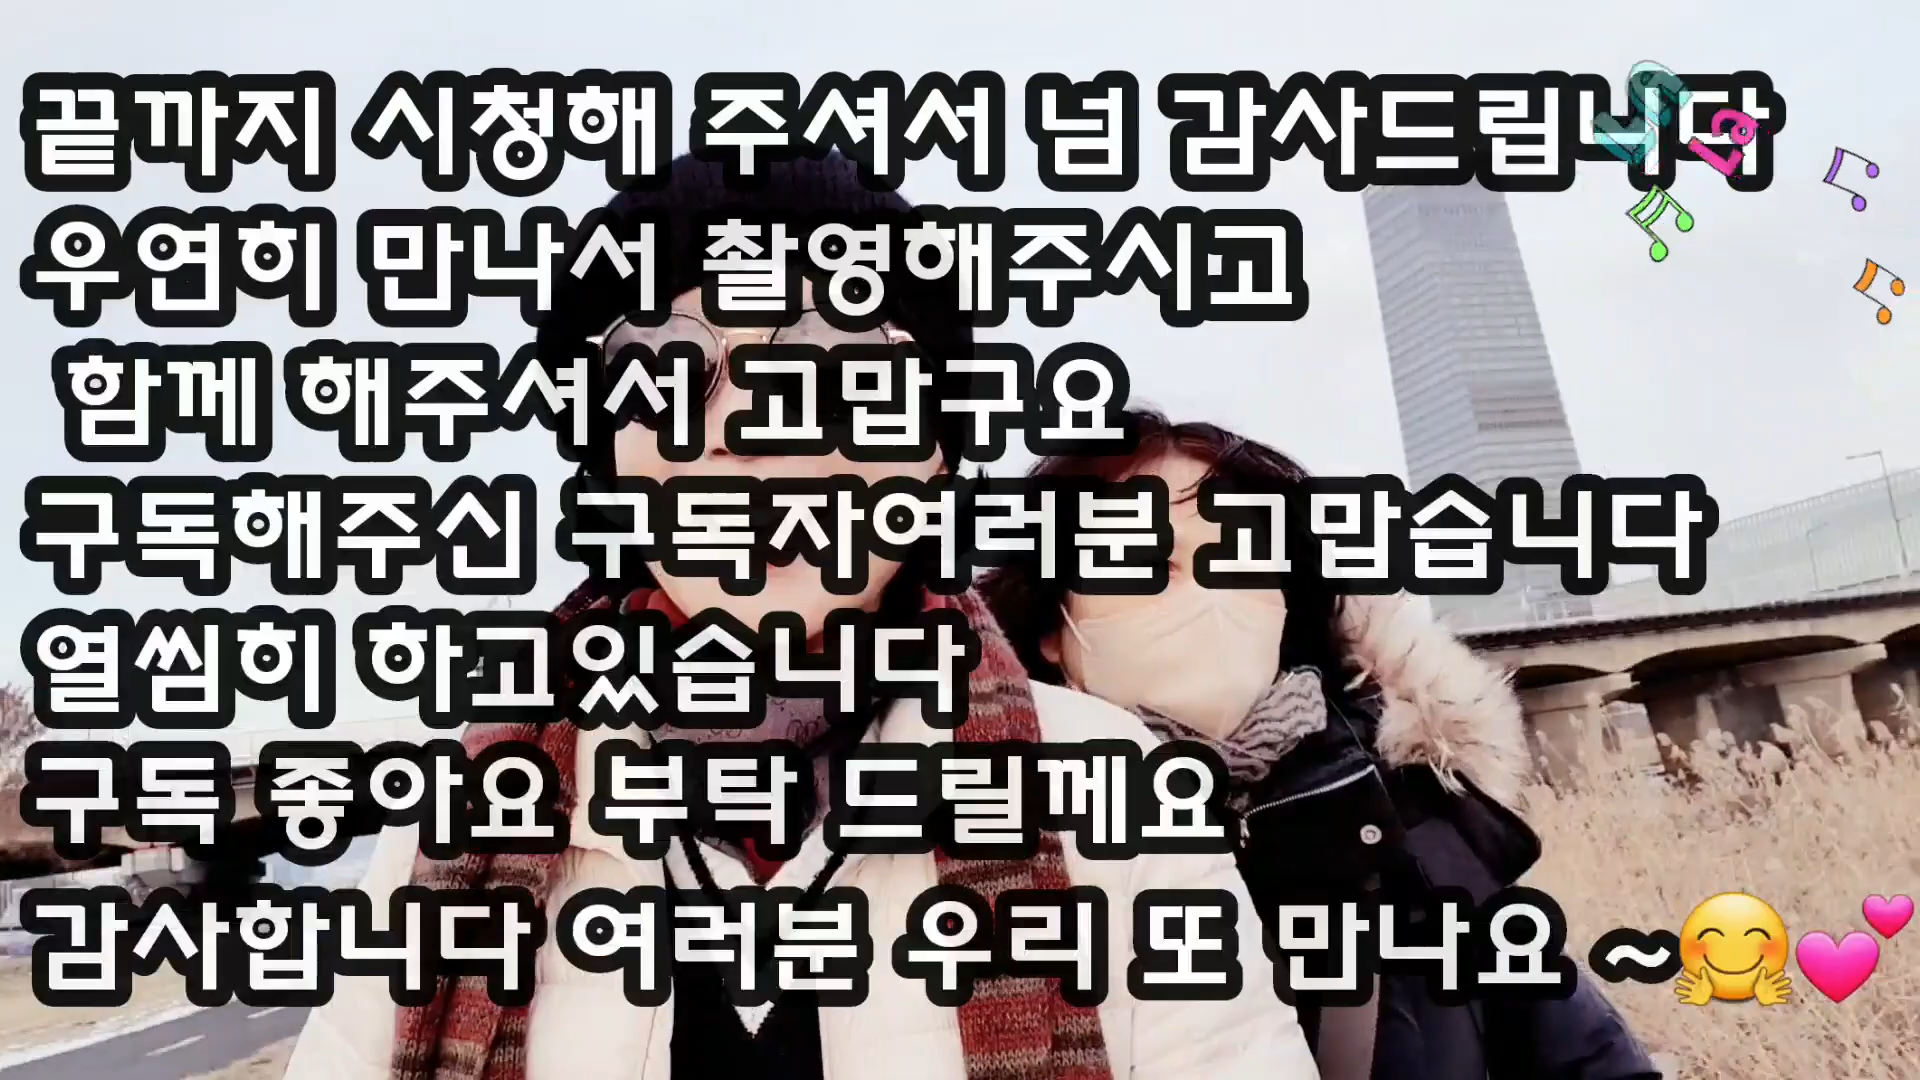 끝까지 시청해 주셔서 넘 감사드립니다
우연히 만나서 촬영해주시고
함께 해주셔서 고맙구요
구독해주신 구독자여러분 고맙습니다
열씸히 하고있습니다
구독 좋아요 부탁 드릴께요
감사합니다 여러분 우리 또 만나요 ~🤗💕